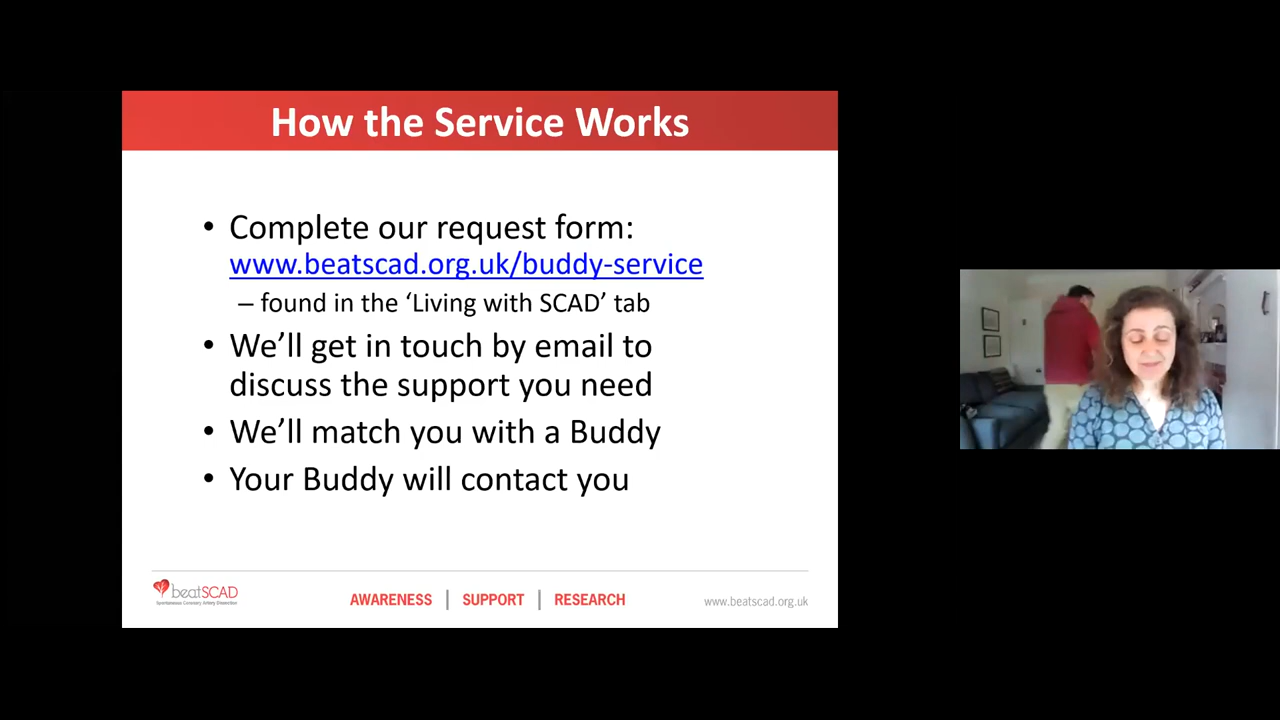 How the Service Works
• Complete our request form:
www.beatscad.org.uk/buddy-service
– found in the ‘Living with SCAD’ tab
• We’ll get in touch by email to
discuss the support you need
• We’ll match you with a Buddy
• Your Buddy will contact you
beatSCAD
Spontaneous Coronary Artery Dissection
AWARENESS | SUPPORT | RESEARCH
www.beatscad.org.uk